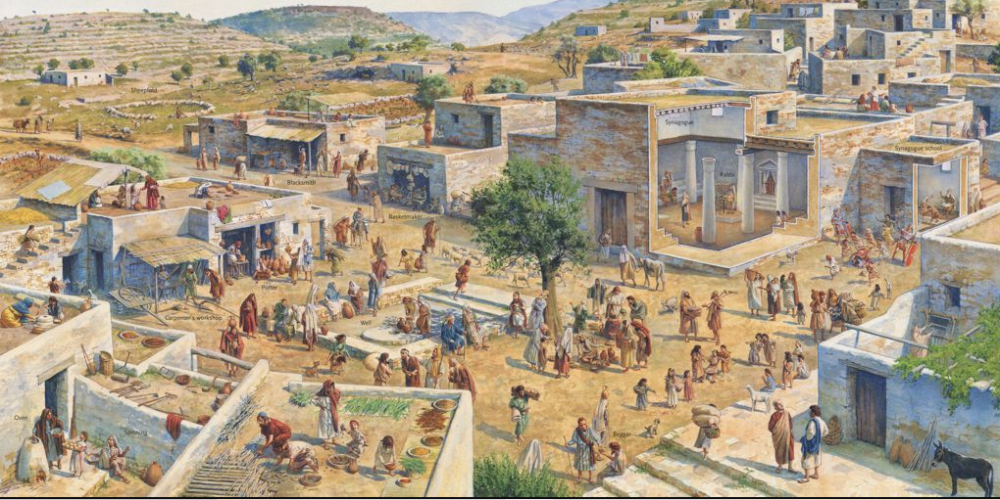 Sheepfold
Synagogue
Synagogue school
Rabbi
Blacksmith
Basketmaker
Potter
Carpenter's workshop
Well
Oven
Spinning
Beggar